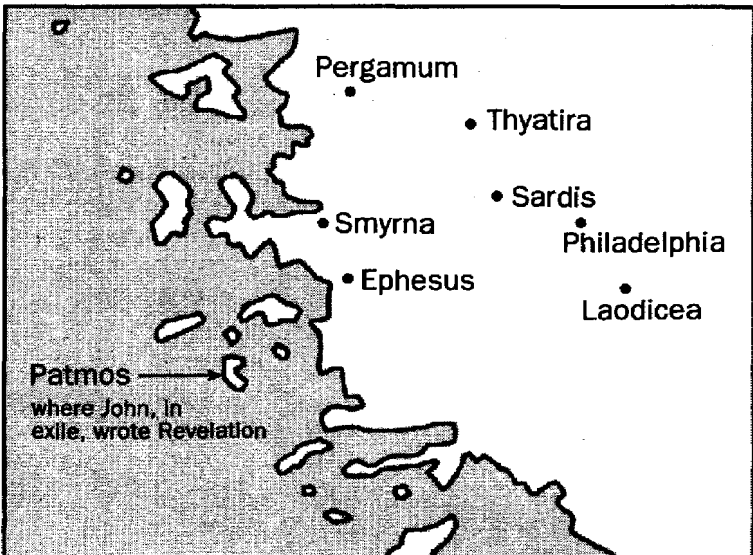 Pergamum
Thyatira
Sardis
Smyrna
Philadelphia
Ephesus
Laodicea
Patmos
where John, in
exile, wrote Revelation